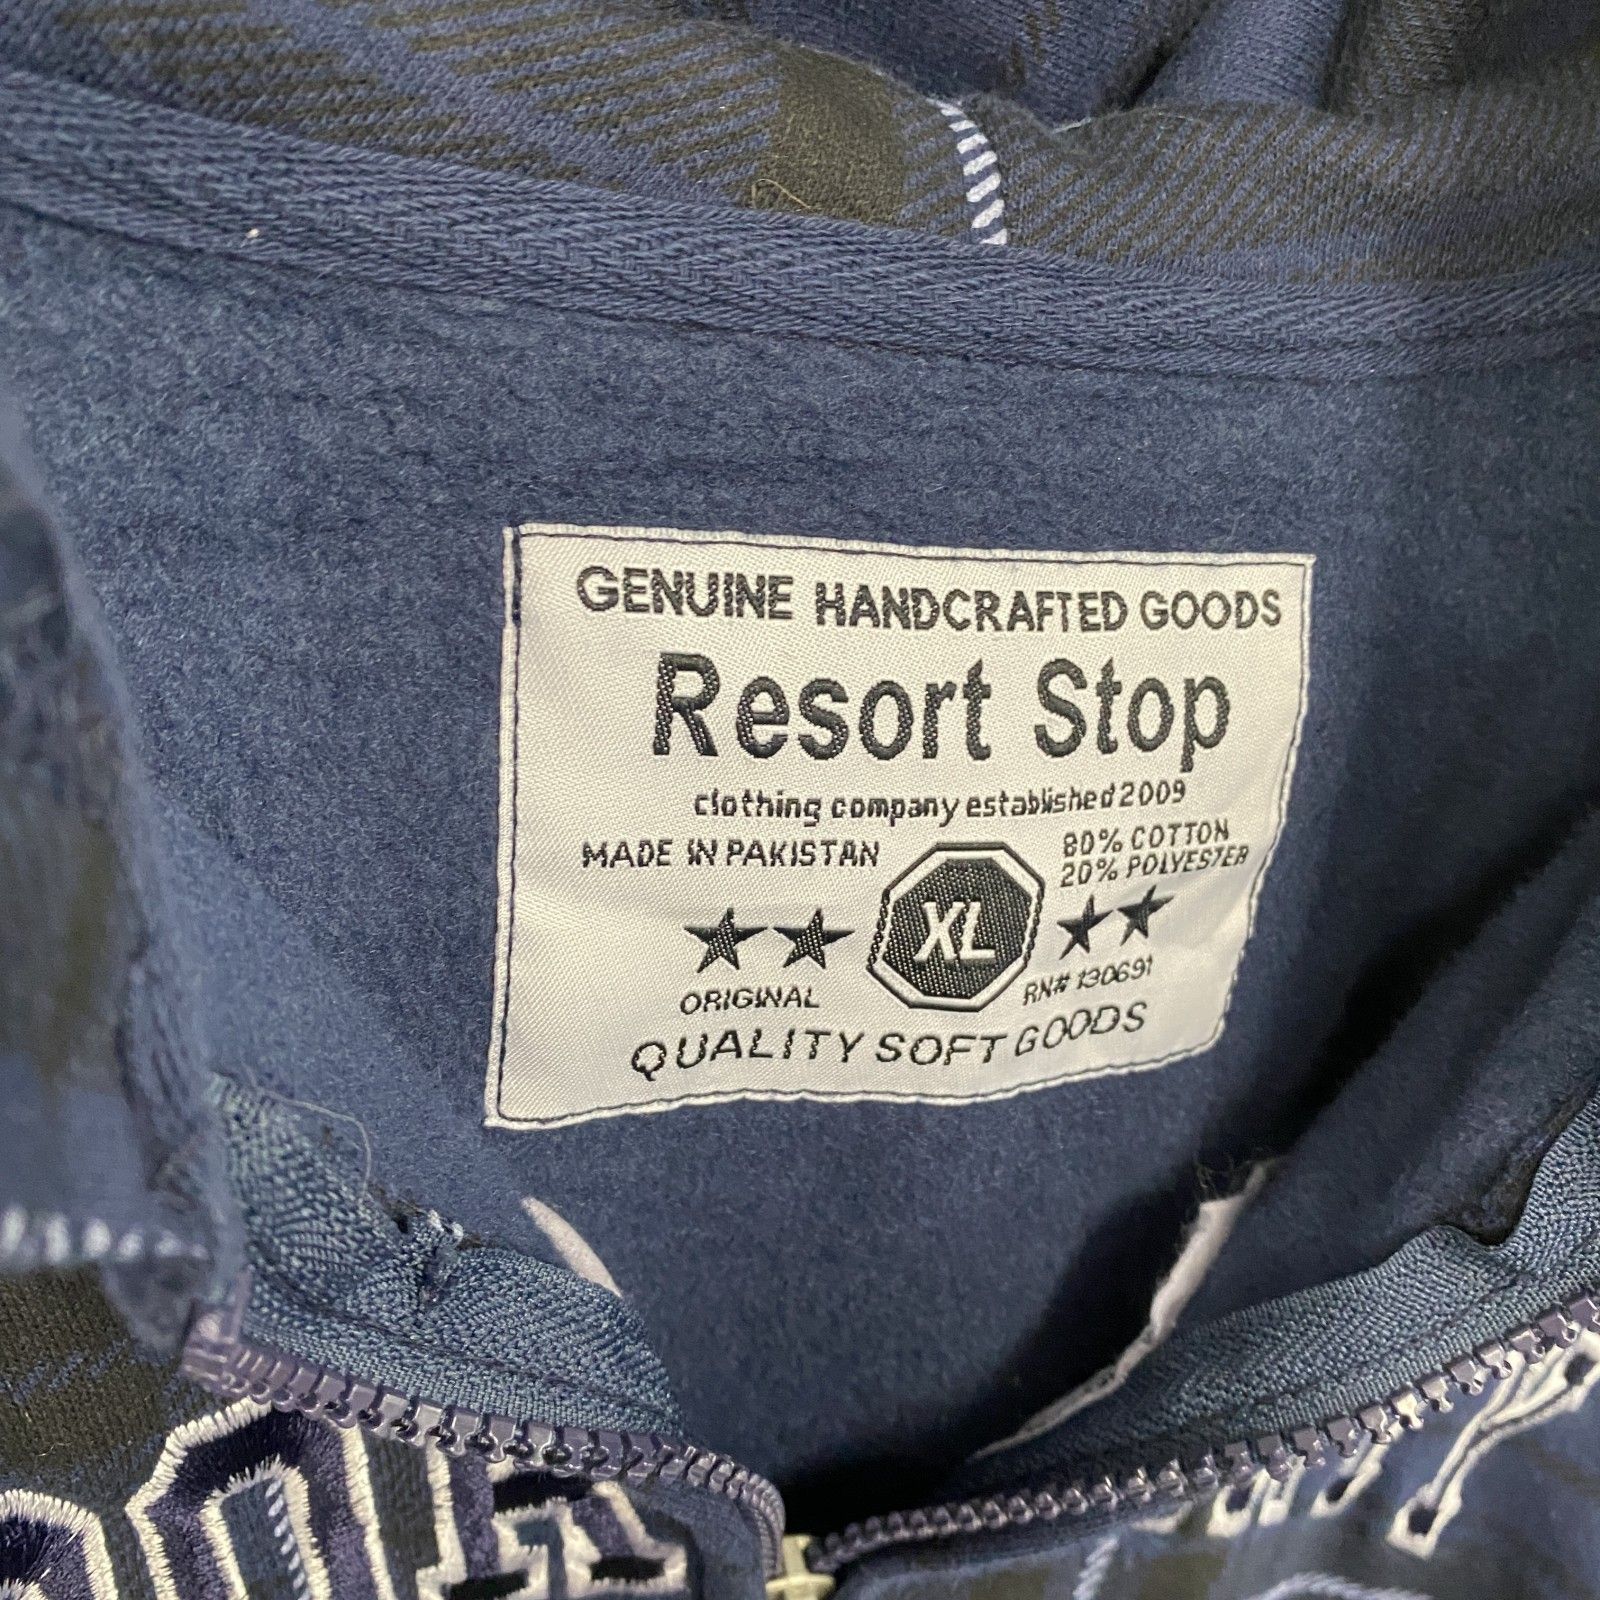 GENUINE HANDCRAFTED GOODS
Resort Stop
clothing company established 2009
MADE IN PAKISTAN
80% COTTON
20% POLYESTER
XL
ORIGINAL
RN# 130691
QUALITY SOFT GOODS